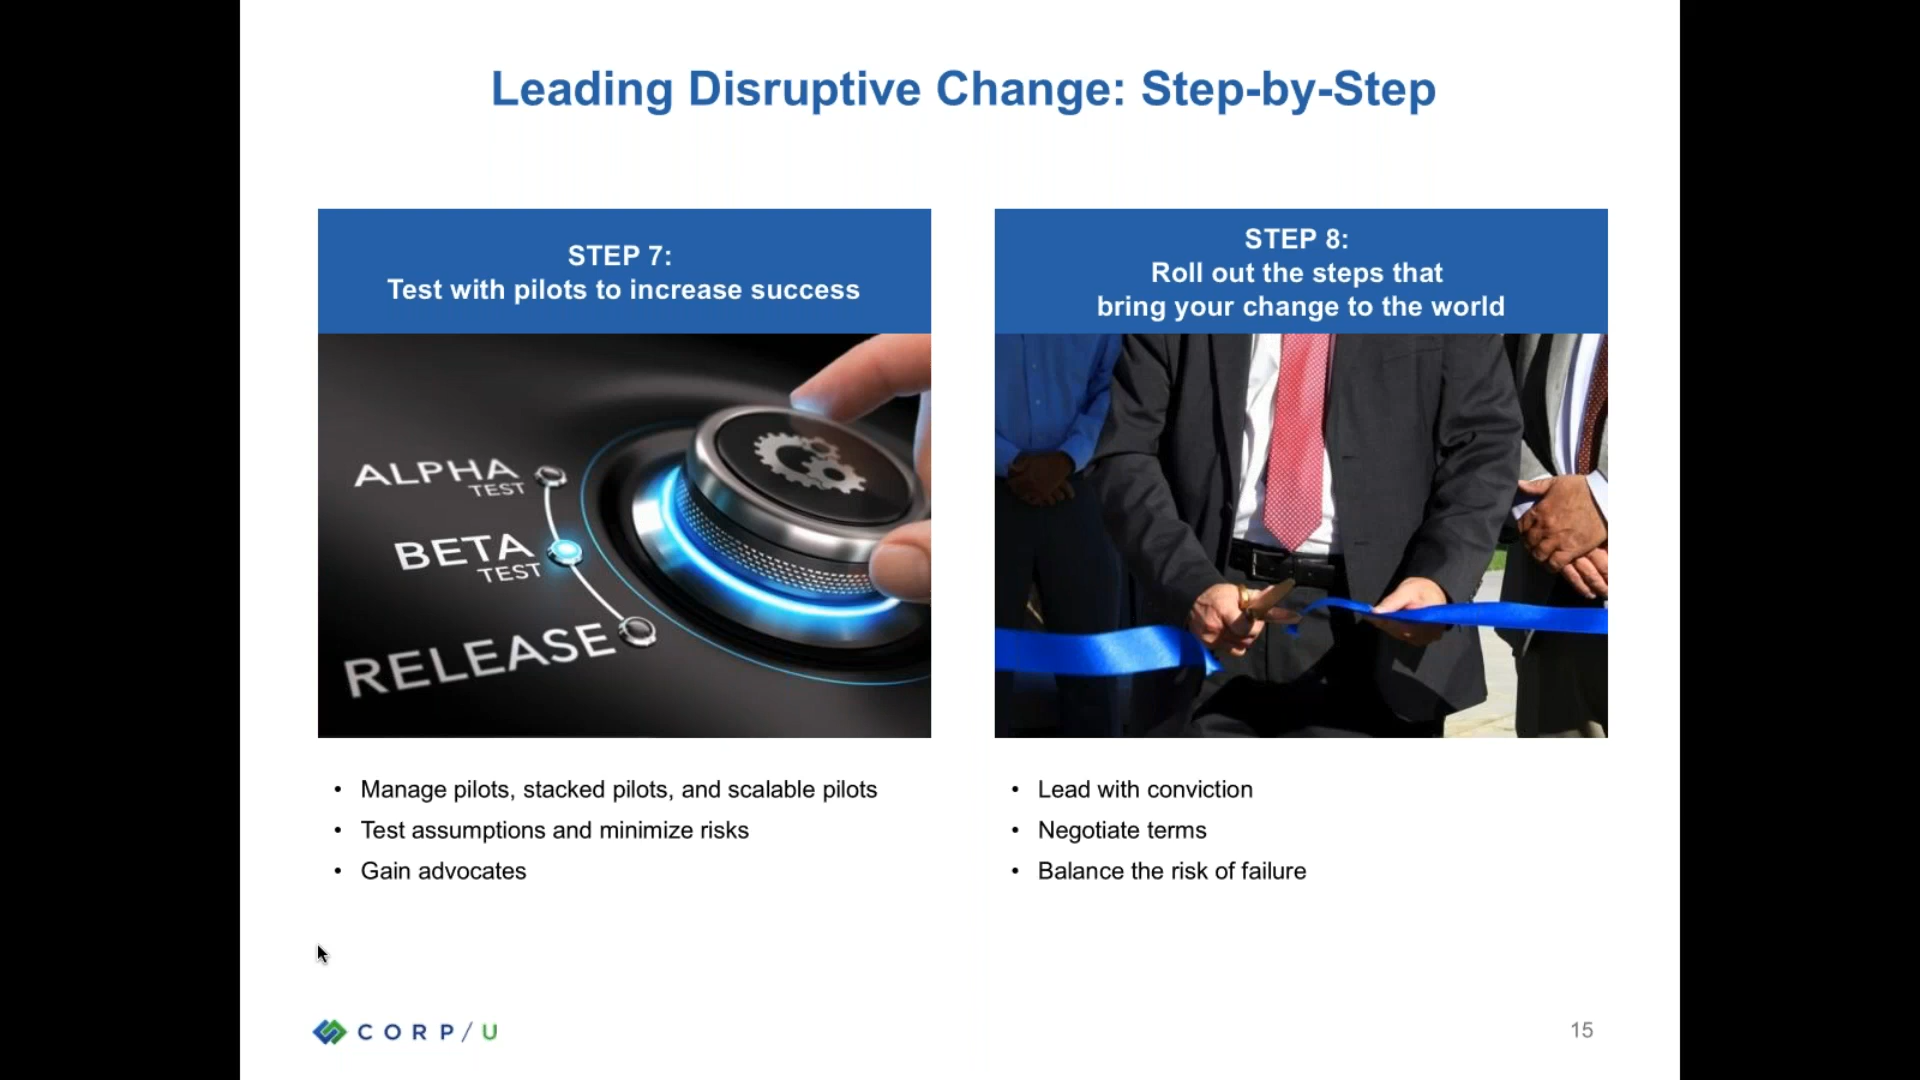 Leading Disruptive Change: Step-by-Step
STEP 7:
Test with pilots to increase success
ALPHA
TEST
BETA
TEST
RELEASE
• Manage pilots, stacked pilots, and scalable pilots
• Test assumptions and minimize risks
• Gain advocates
STEP 8:
Roll out the steps that
bring your change to the world
• Lead with conviction
• Negotiate terms
• Balance the risk of failure
CORP/U
15